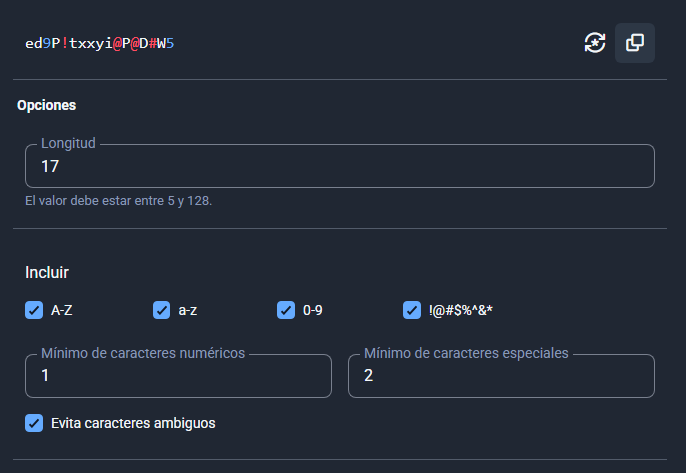 ed9P!txxyi@P@D#W5
Opciones
Longitud
17
El valor debe estar entre 5 y 128.
Incluir
A-Z a-z 0-9 !@#$%^&*
Mínimo de caracteres numéricos Mínimo de caracteres especiales
1 2
Evita caracteres ambiguos